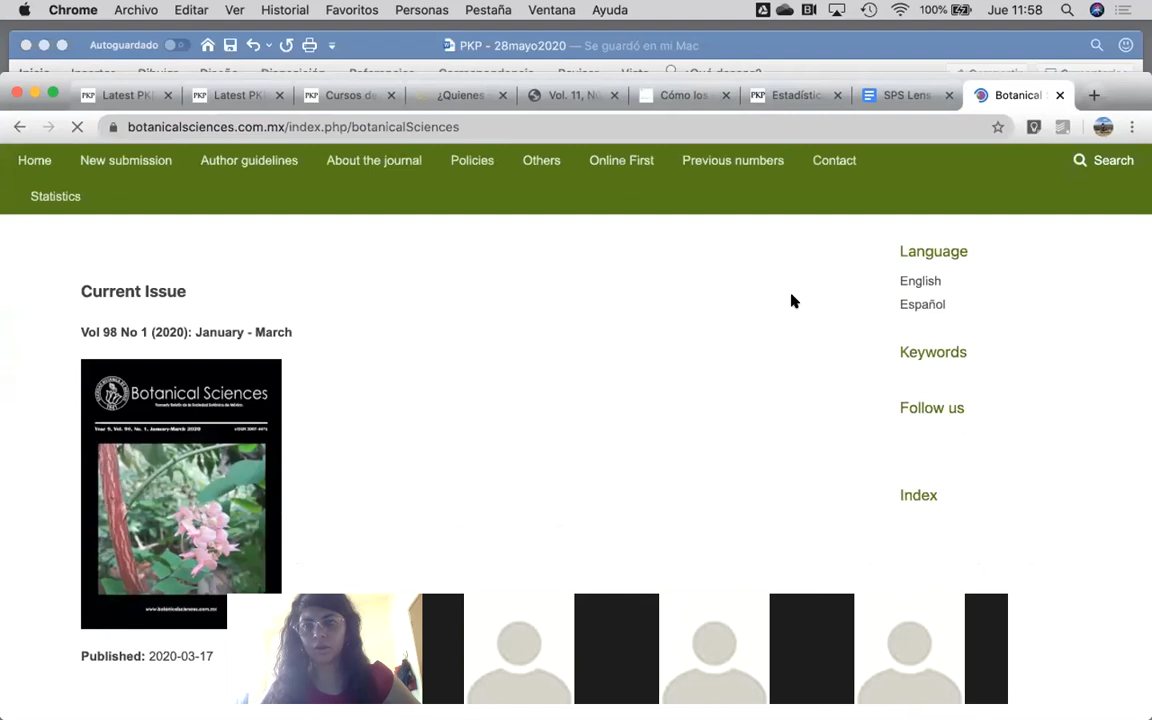 Chrome Archivo Editar Ver Historial Favoritos Personas Pestaña Ventana Ayuda 100% Jue 11:58
Autoguardado PKP - 28mayo2020 — Se guardó en mi Mac
Latest PK Latest PK Cursos de ¿Quienes Vol. 11, N Cómo los Estadístic SPS Lens Botanical
botanicalsciences.com.mx/index.php/botanicalSciences
Home New submission Author guidelines About the journal Policies Others Online First Previous numbers Contact Search
Statistics
Language
English
Español
Keywords
Follow us
Index
Current Issue
Vol 98 No 1 (2020): January - March
Botanical Sciences
www.botanicalsciences.com.mx
Published: 2020-03-17